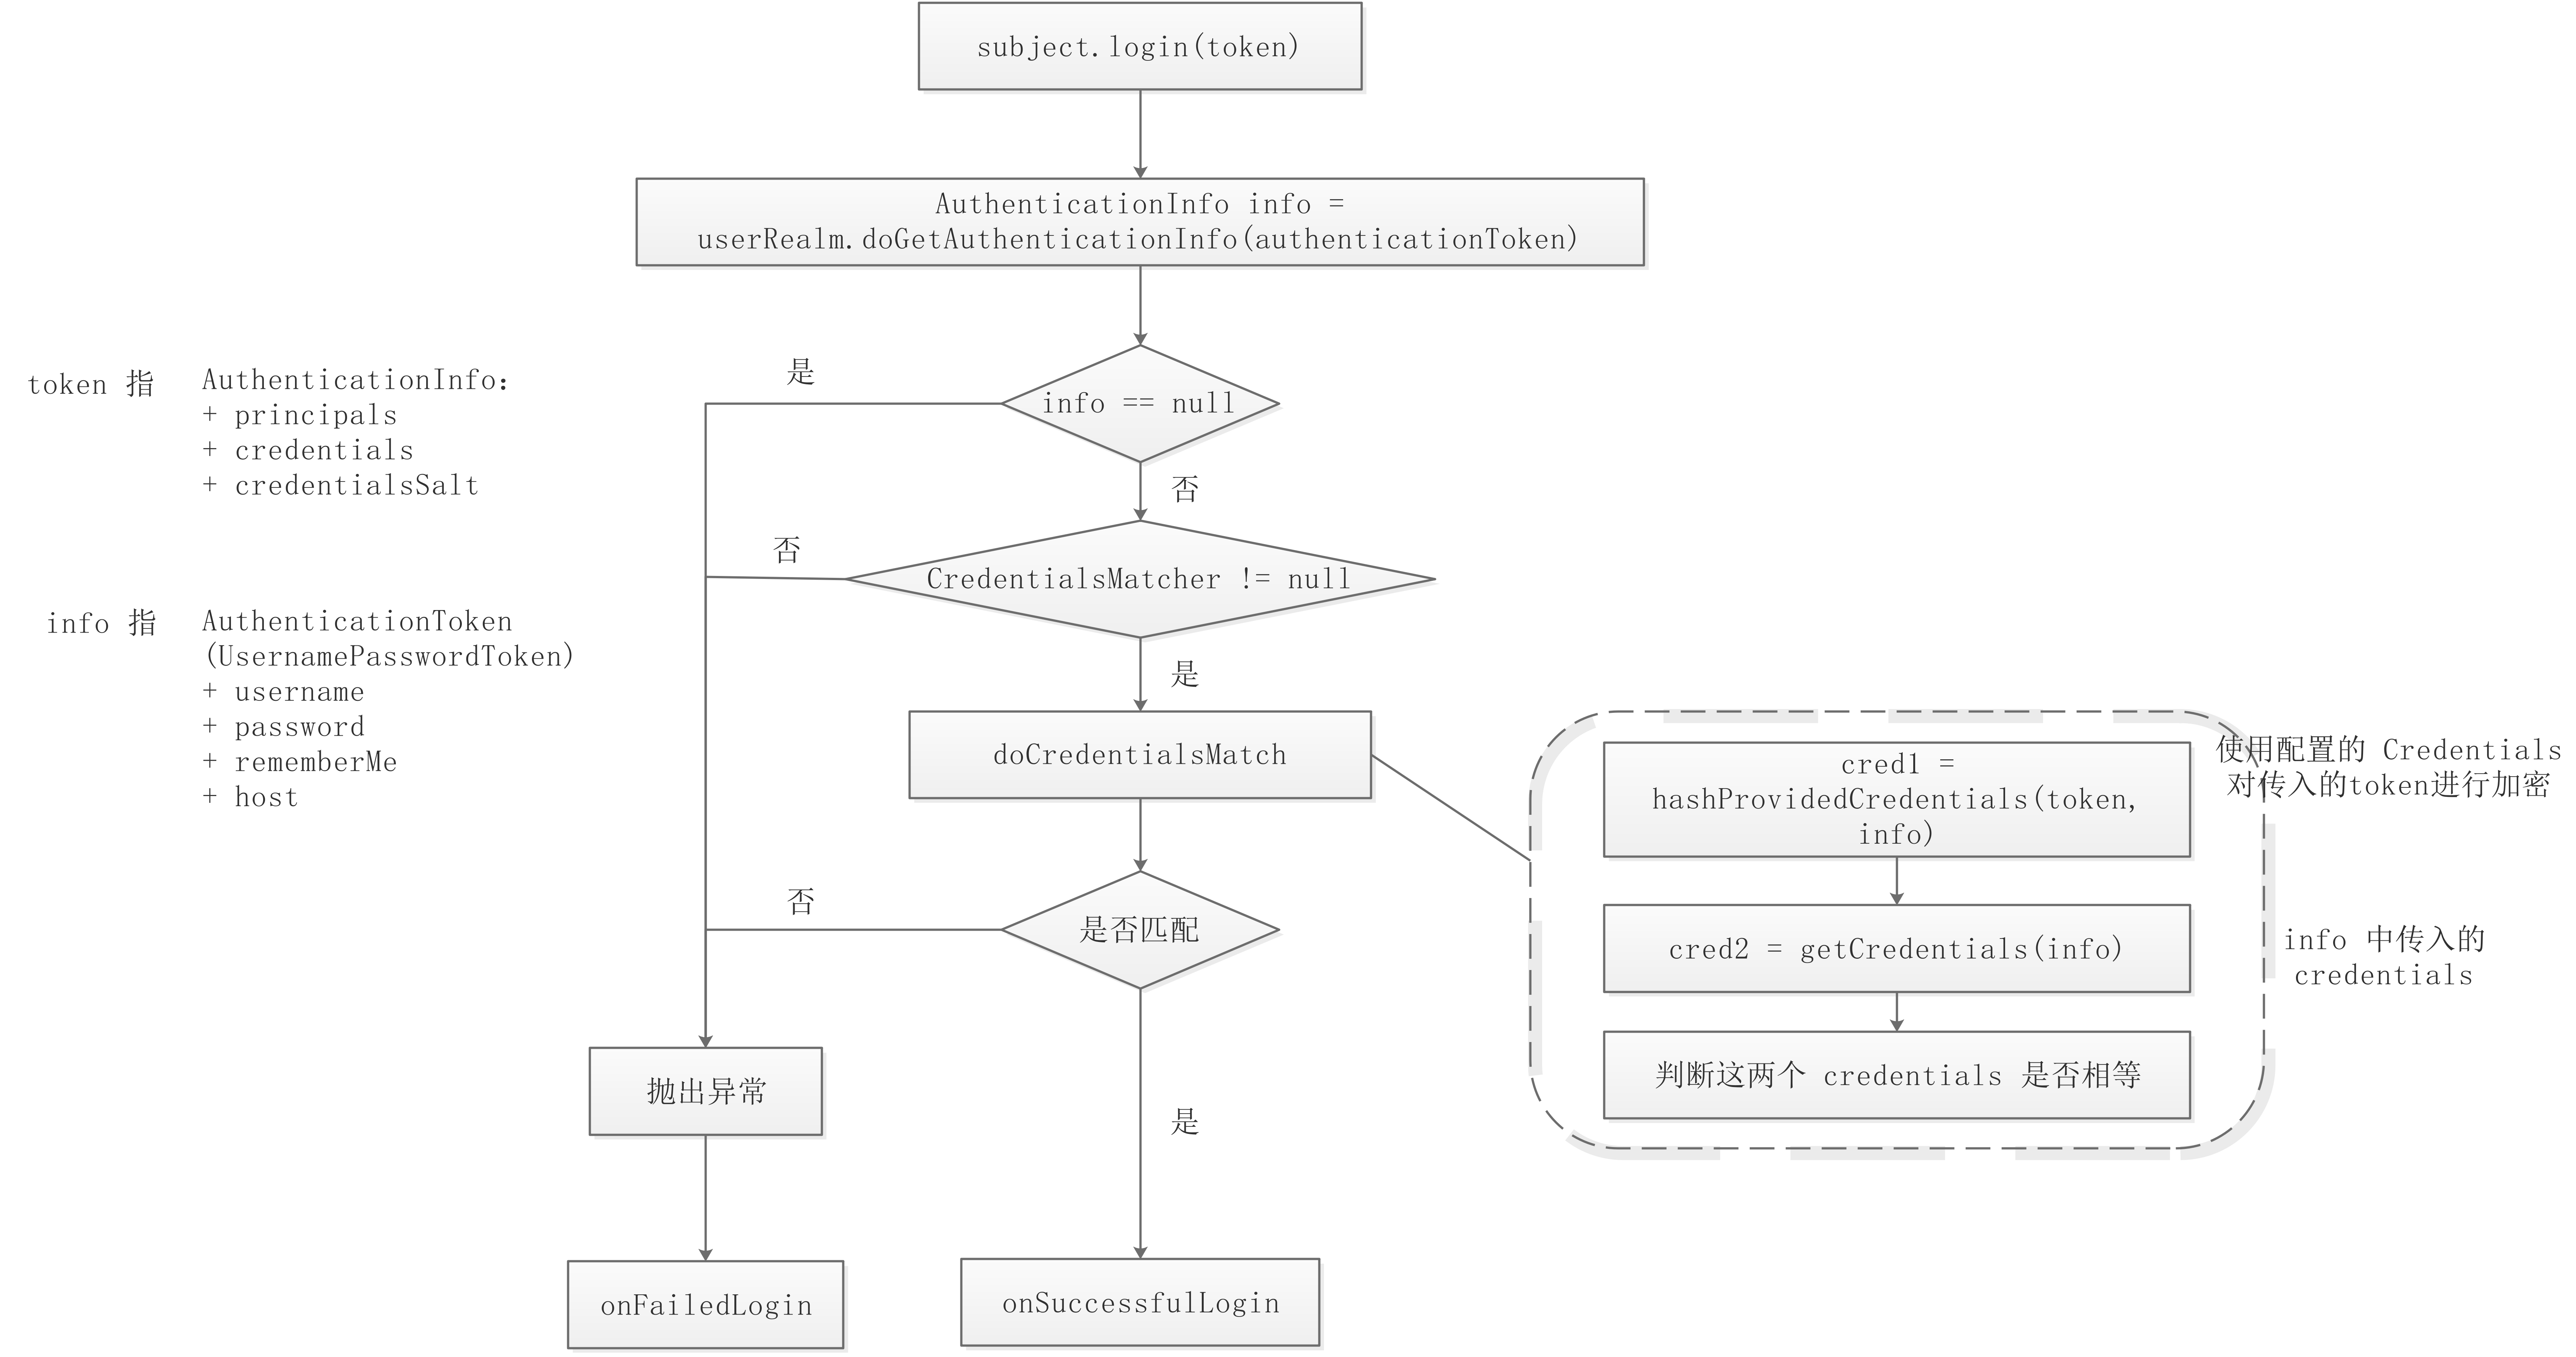 subject.login(token)
AuthenticationInfo info =
userRealm.doGetAuthenticationInfo(authenticationToken)
token 指
AuthenticationInfo：
+ principals
+ credentials
+ credentialsSalt
是
info == null
否
否
CredentialsMatcher != null
info 指
AuthenticationToken
(UsernamePasswordToken)
+ username
+ password
+ rememberMe
+ host
是
doCredentialsMatch
cred1 =
hashProvidedCredentials(token,
info)
使用配置的 Credentials
对传入的token进行加密
否
是否匹配
cred2 = getCredentials(info)
info 中传入的
credentials
判断这两个 credentials 是否相等
抛出异常
是
onFailedLogin
onSuccessfulLogin